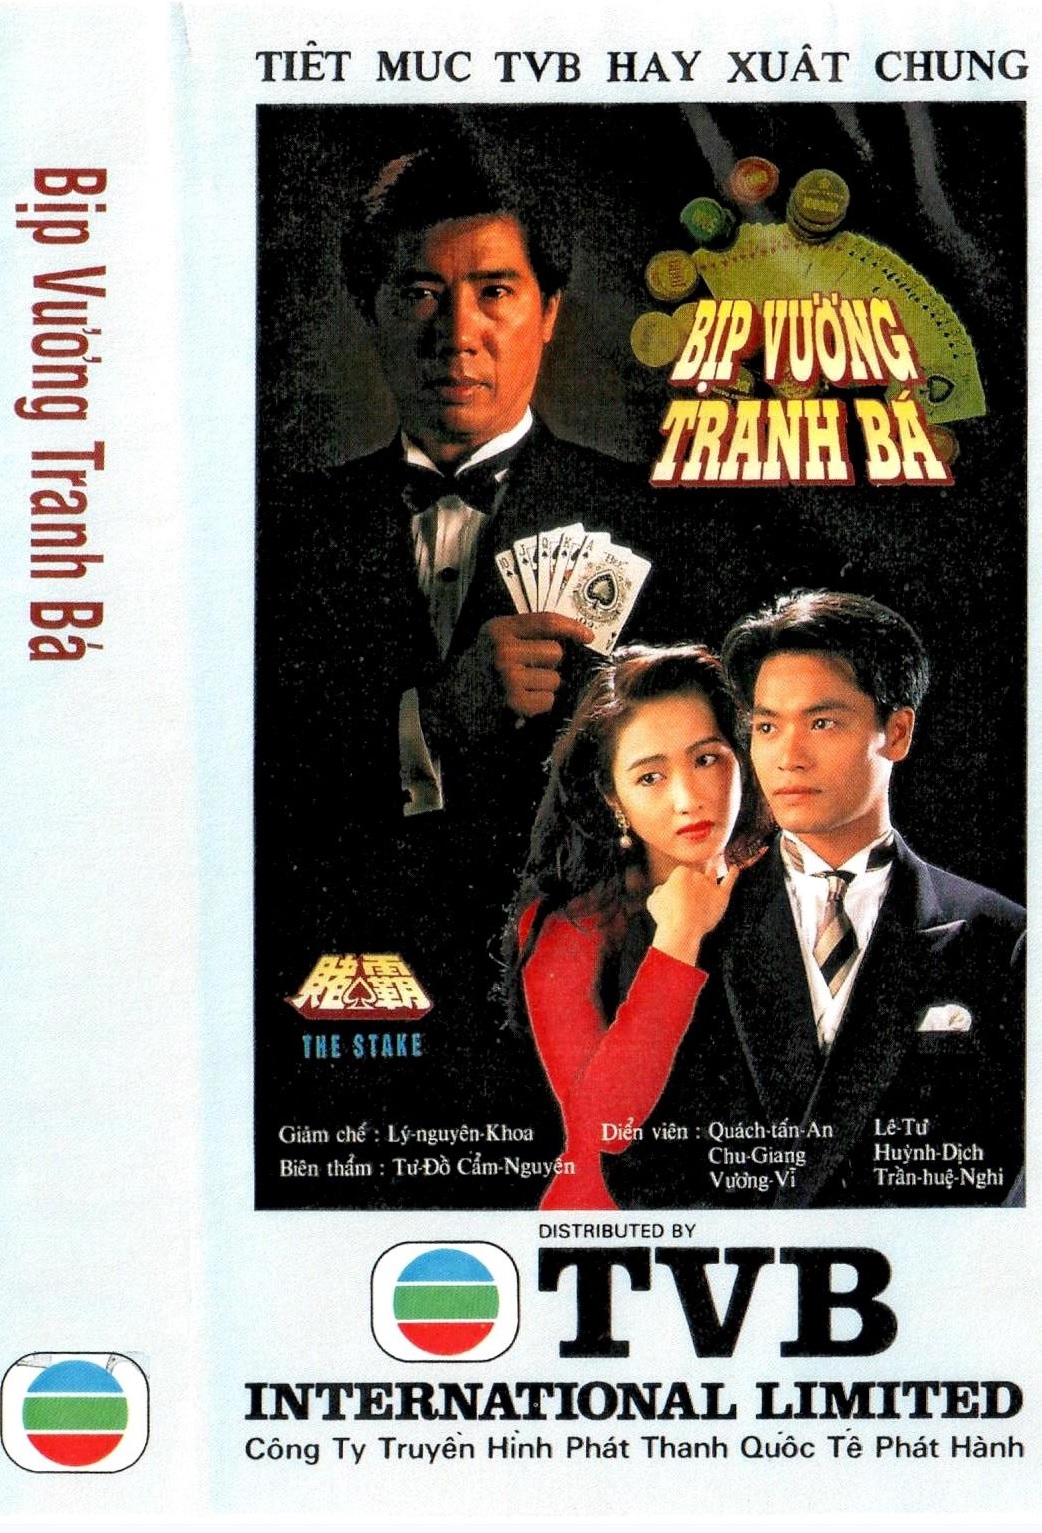 Bịp Vương Tranh Bá
TIÊT MUC TVB HAY XUÂT CHUNG
BỊP VƯƠNG
TRANH BÁ
10 J Q K A
賭霸
THE STAKE
Giám chế : Lý-nguyên-Khoa
Biên thẩm : Tư-Đồ Cẩm-Nguyên
Diển viên : Quách-tấn-An
Chu-Giang
Vương-Vĩ
Lê-Tư
Huỳnh-Dịch
Trần-huệ-Nghi
DISTRIBUTED BY
TVB
INTERNATIONAL LIMITED
Công Ty Truyền Hình Phát Thanh Quốc Tế Phát Hành